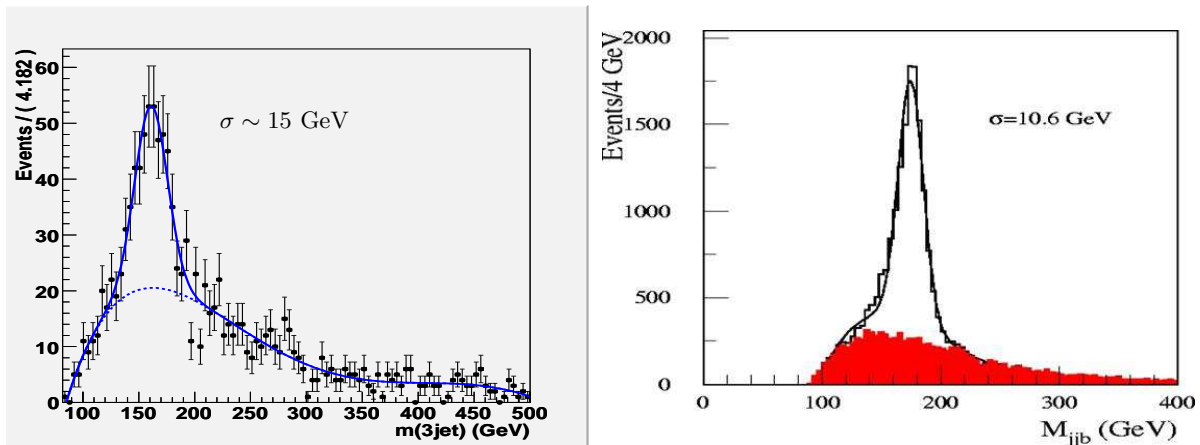 Events / ( 4.182 )
60
50
40
30
20
10
0
σ ∼ 15 GeV
100 150 200 250 300 350 400 450 500
m(3jet) (GeV)
Events/4 GeV
2000
1500
1000
500
0
σ=10.6 GeV
0 100 200 300 400
M jjb (GeV)